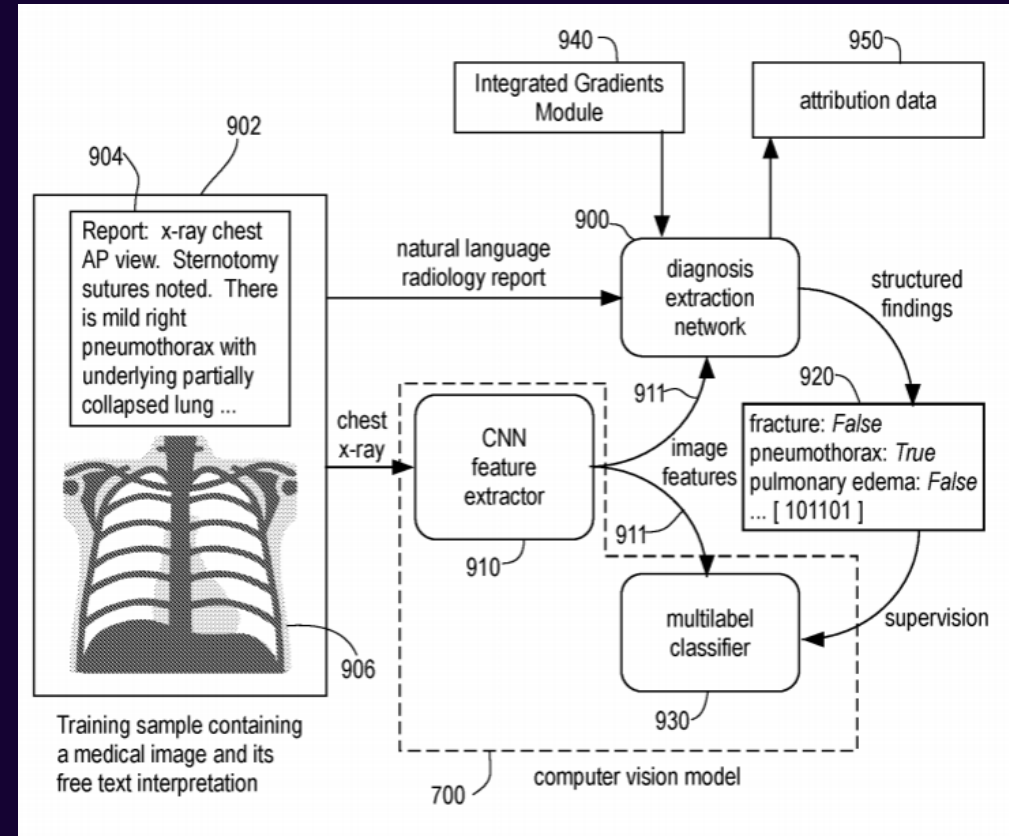 940
Integrated Gradients
Module
950
attribution data
902
904
Report: x-ray chest
AP view. Sternotomy
sutures noted. There
is mild right
pneumothorax with
underlying partially
collapsed lung ...
natural language
radiology report
900
diagnosis
extraction
network
structured
findings
920
fracture: False
pneumothorax: True
pulmonary edema: False
... [ 101101 ]
chest
x-ray
CNN
feature
extractor
910
911
image
features
911
multilabel
classifier
930
supervision
906
Training sample containing
a medical image and its
free text interpretation
700
computer vision model